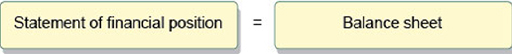 Statement of financial position = Balance sheet